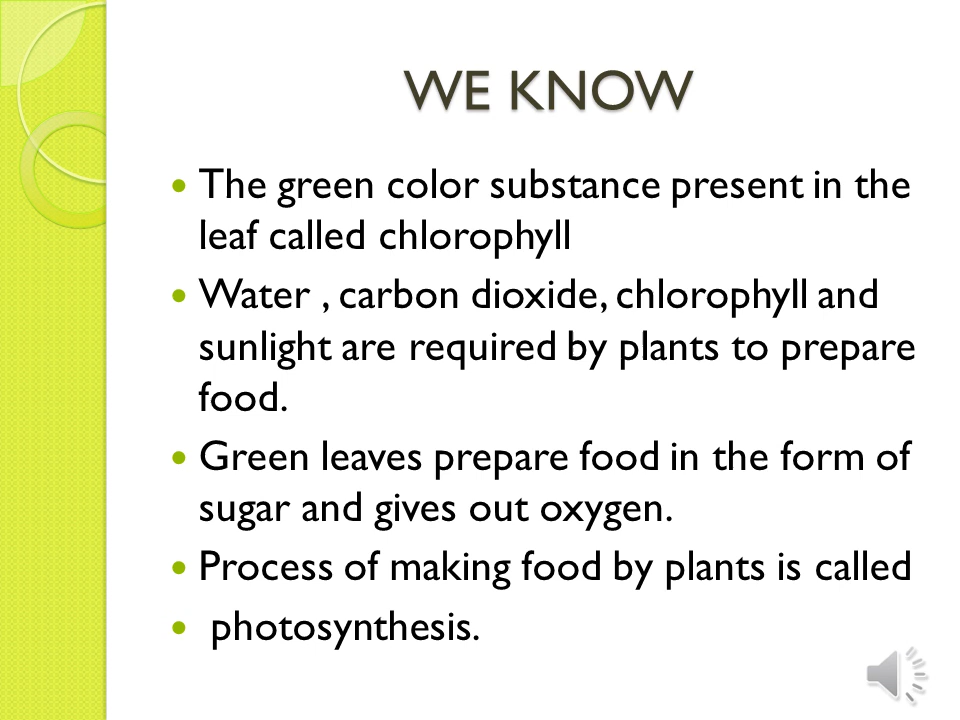 WE KNOW
The green color substance present in the
leaf called chlorophyll
Water , carbon dioxide, chlorophyll and
sunlight are required by plants to prepare
food.
Green leaves prepare food in the form of
sugar and gives out oxygen.
Process of making food by plants is called
photosynthesis.